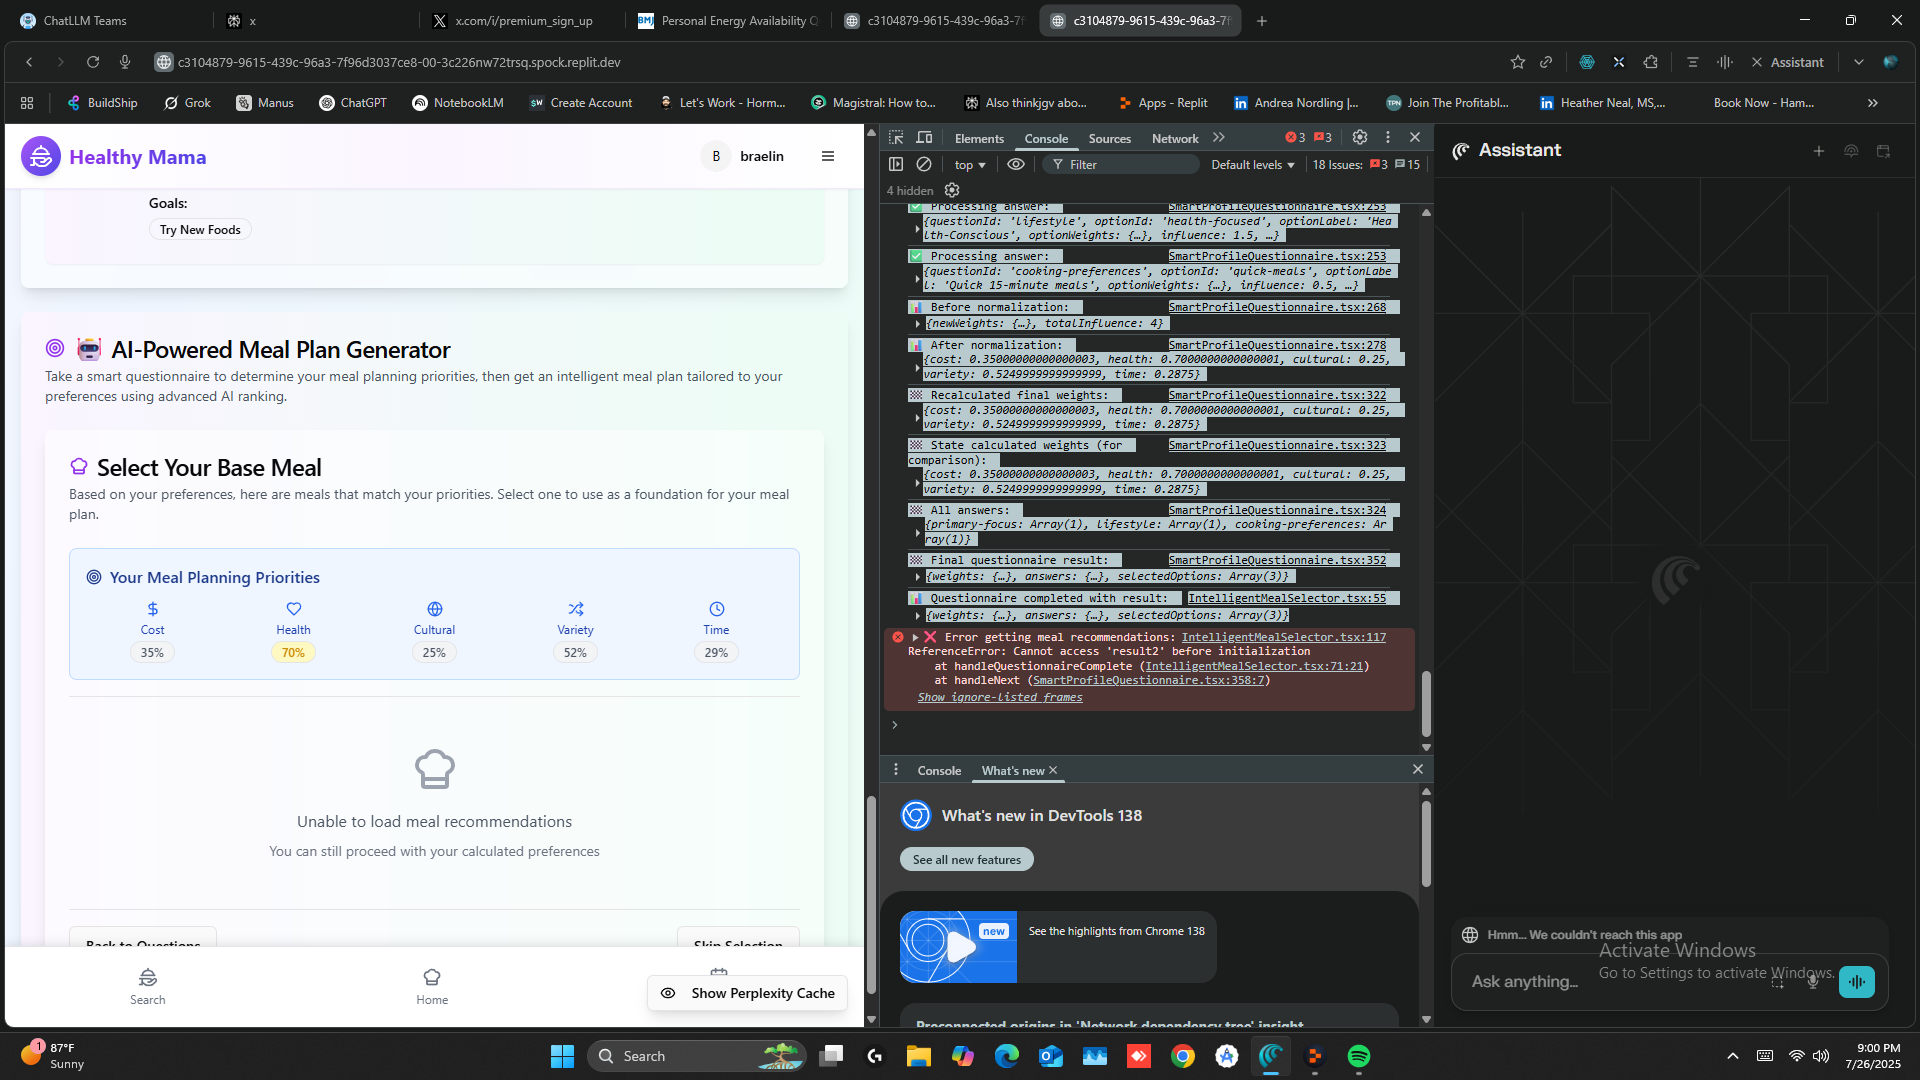 ChatLLM Teams
x
x.com/i/premium_sign_up
Personal Energy Availability Q
c3104879-9615-439c-96a3-7f
c3104879-9615-439c-96a3-7f
c3104879-9615-439c-96a3-7f96d3037ce8-00-3c226nw72trsq.spock.replit.dev
Assistant
BuildShip
Grok
Manus
ChatGPT
NotebookLM
Create Account
Let's Work - Horm...
Magistral: How to...
Also thinkjgv abo...
Apps - Replit
Andrea Nordling |...
Join The Profitabl...
Heather Neal, MS,...
Book Now - Ham...
Healthy Mama
B braelin
Goals:
Try New Foods
AI-Powered Meal Plan Generator
Take a smart questionnaire to determine your meal planning priorities, then get an intelligent meal plan tailored to your
preferences using advanced AI ranking.
Select Your Base Meal
Based on your preferences, here are meals that match your priorities. Select one to use as a foundation for your meal
plan.
Your Meal Planning Priorities
Cost Health Cultural Variety Time
35% 70% 25% 52% 29%
Unable to load meal recommendations
You can still proceed with your calculated preferences
Back to Questions
Skip Selection
Search
Home
Show Perplexity Cache
Elements Console Sources Network 3 3
top Filter Default levels 18 Issues: 3 15
4 hidden
Processing answer: SmartProfileQuestionnaire.tsx:253
{questionId: 'lifestyle', optionId: 'health-focused', optionLabel: 'Hea
lth-Conscious', optionWeights: {…}, influence: 1.5, …}
Processing answer: SmartProfileQuestionnaire.tsx:253
{questionId: 'cooking-preferences', optionId: 'quick-meals', optionLabe
l: 'Quick 15-minute meals', optionWeights: {…}, influence: 0.5, …}
Before normalization: SmartProfileQuestionnaire.tsx:268
{newWeights: {…}, totalInfluence: 4}
After normalization: SmartProfileQuestionnaire.tsx:278
{cost: 0.35000000000000003, health: 0.7000000000000001, cultural: 0.25,
variety: 0.5249999999999999, time: 0.2875}
Recalculated final weights: SmartProfileQuestionnaire.tsx:322
{cost: 0.35000000000000003, health: 0.7000000000000001, cultural: 0.25,
variety: 0.5249999999999999, time: 0.2875}
State calculated weights (for SmartProfileQuestionnaire.tsx:323
comparison):
{cost: 0.35000000000000003, health: 0.7000000000000001, cultural: 0.25,
variety: 0.5249999999999999, time: 0.2875}
All answers: SmartProfileQuestionnaire.tsx:324
{primary-focus: Array(1), lifestyle: Array(1), cooking-preferences: Ar
ray(1)}
Final questionnaire result: SmartProfileQuestionnaire.tsx:352
{weights: {…}, answers: {…}, selectedOptions: Array(3)}
Questionnaire completed with result: IntelligentMealSelector.tsx:55
{weights: {…}, answers: {…}, selectedOptions: Array(3)}
Error getting meal recommendations: IntelligentMealSelector.tsx:117
ReferenceError: Cannot access 'result2' before initialization
at handleQuestionnaireComplete (IntelligentMealSelector.tsx:71:21)
at handleNext (SmartProfileQuestionnaire.tsx:358:7)
Show ignore-listed frames
Console What's new
What's new in DevTools 138
See all new features
new
See the highlights from Chrome 138
Preconnected origins in 'Network dependency tree' insight
Assistant
Hmm... We couldn't reach this app
Activate Windows
Go to Settings to activate Windows.
Ask anything...
1
87°F
Sunny
Search
9:00 PM
7/26/2025